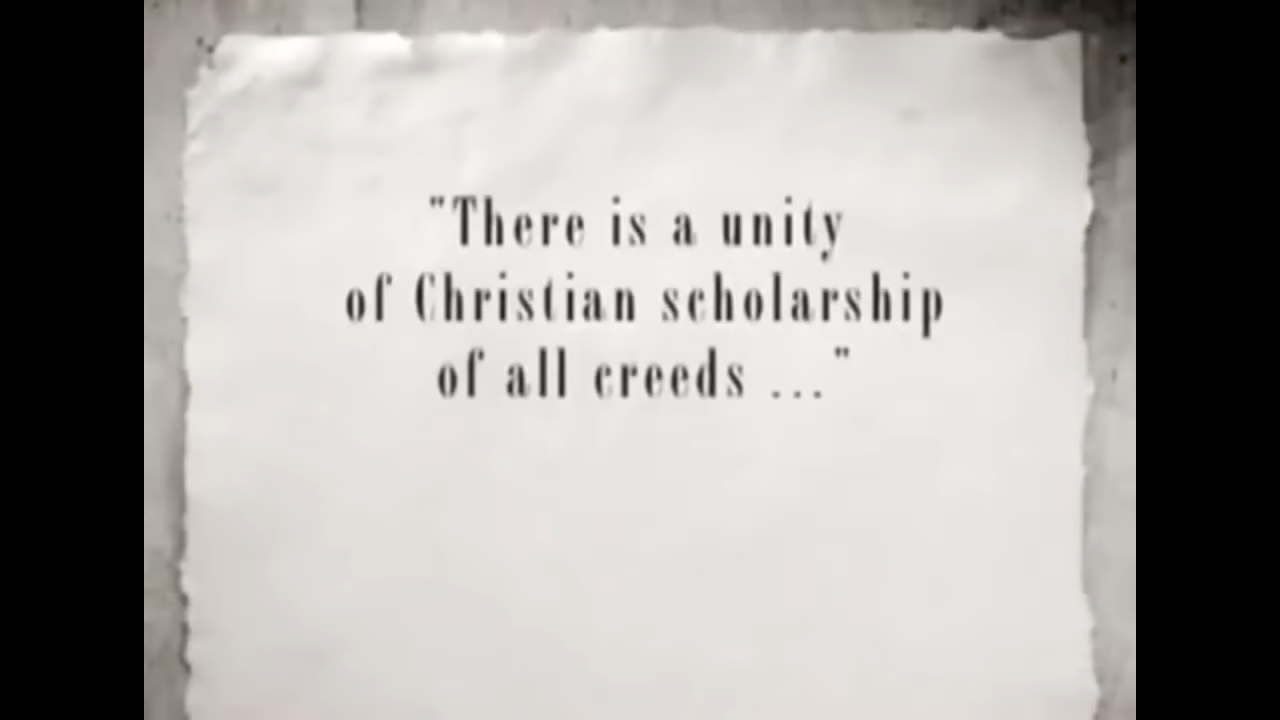 "There is a unity
of Christian scholarship
of all creeds ..."